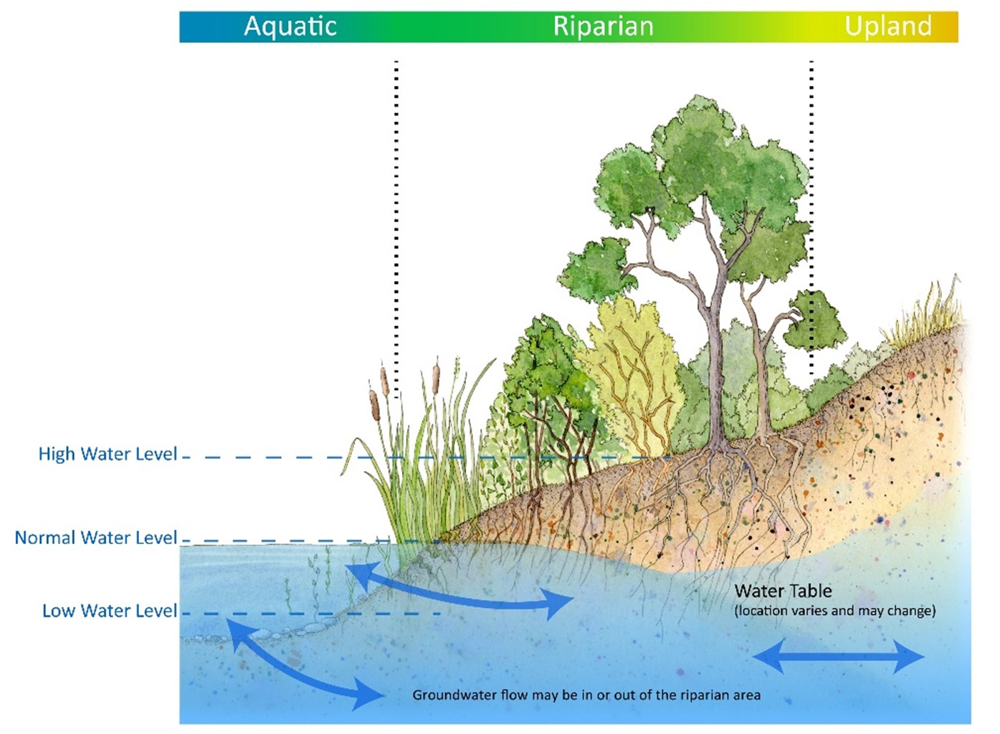 Aquatic
Riparian
Upland
High Water Level
Normal Water Level
Low Water Level
Water Table
(location varies and may change)
Groundwater flow may be in or out of the riparian area